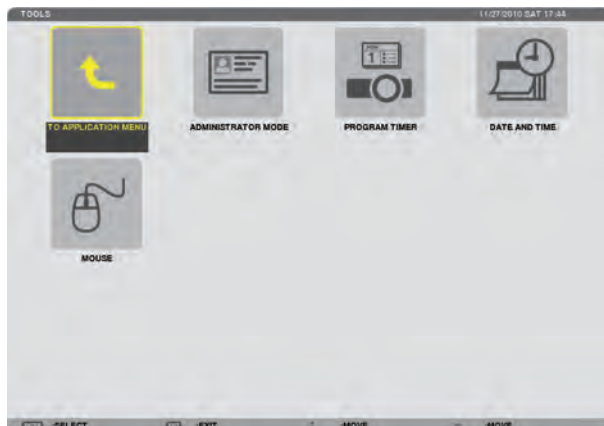 TOOLS
11/27/2010 SAT 17:44
1
TO APPLICATION MENU
ADMINISTRATOR MODE
PROGRAM TIMER
DATE AND TIME
MOUSE
:SELECT :EXIT :MOVE :MOVE